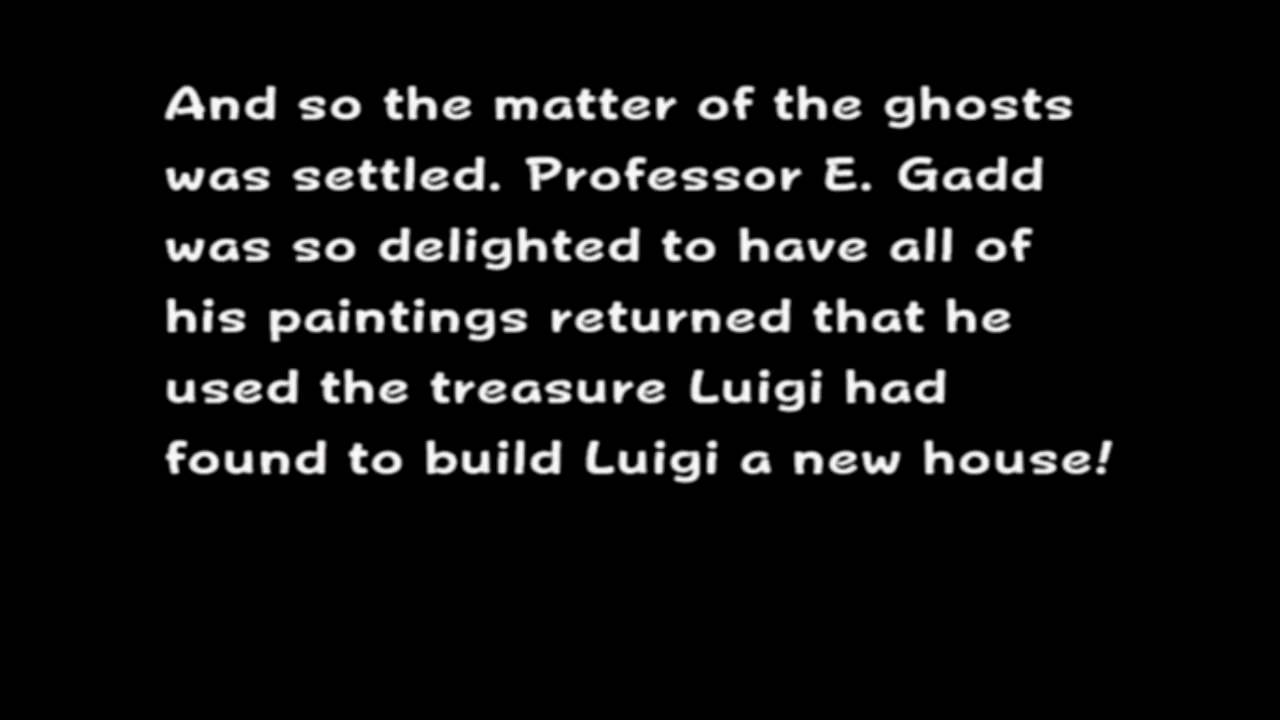 And so the matter of the ghosts
was settled. Professor E. Gadd
was so delighted to have all of
his paintings returned that he
used the treasure Luigi had
found to build Luigi a new house!